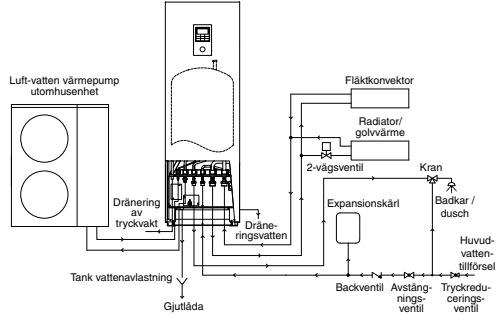 Luft-vatten värmepump
utomhusenhet
Fläktkonvektor
Radiator/
golvvärme
2-vägsventil
Kran
Badkar /
dusch
Expansionskärl
Dränering
av
tryckvakt
Dräne-
ringsvatten
Huvud-
vatten-
tillförsel
Tank vattenavlastning
Gjutlåda
Backventil
Avstäng-
nings-
ventil
Tryckredu-
cerings-
ventil